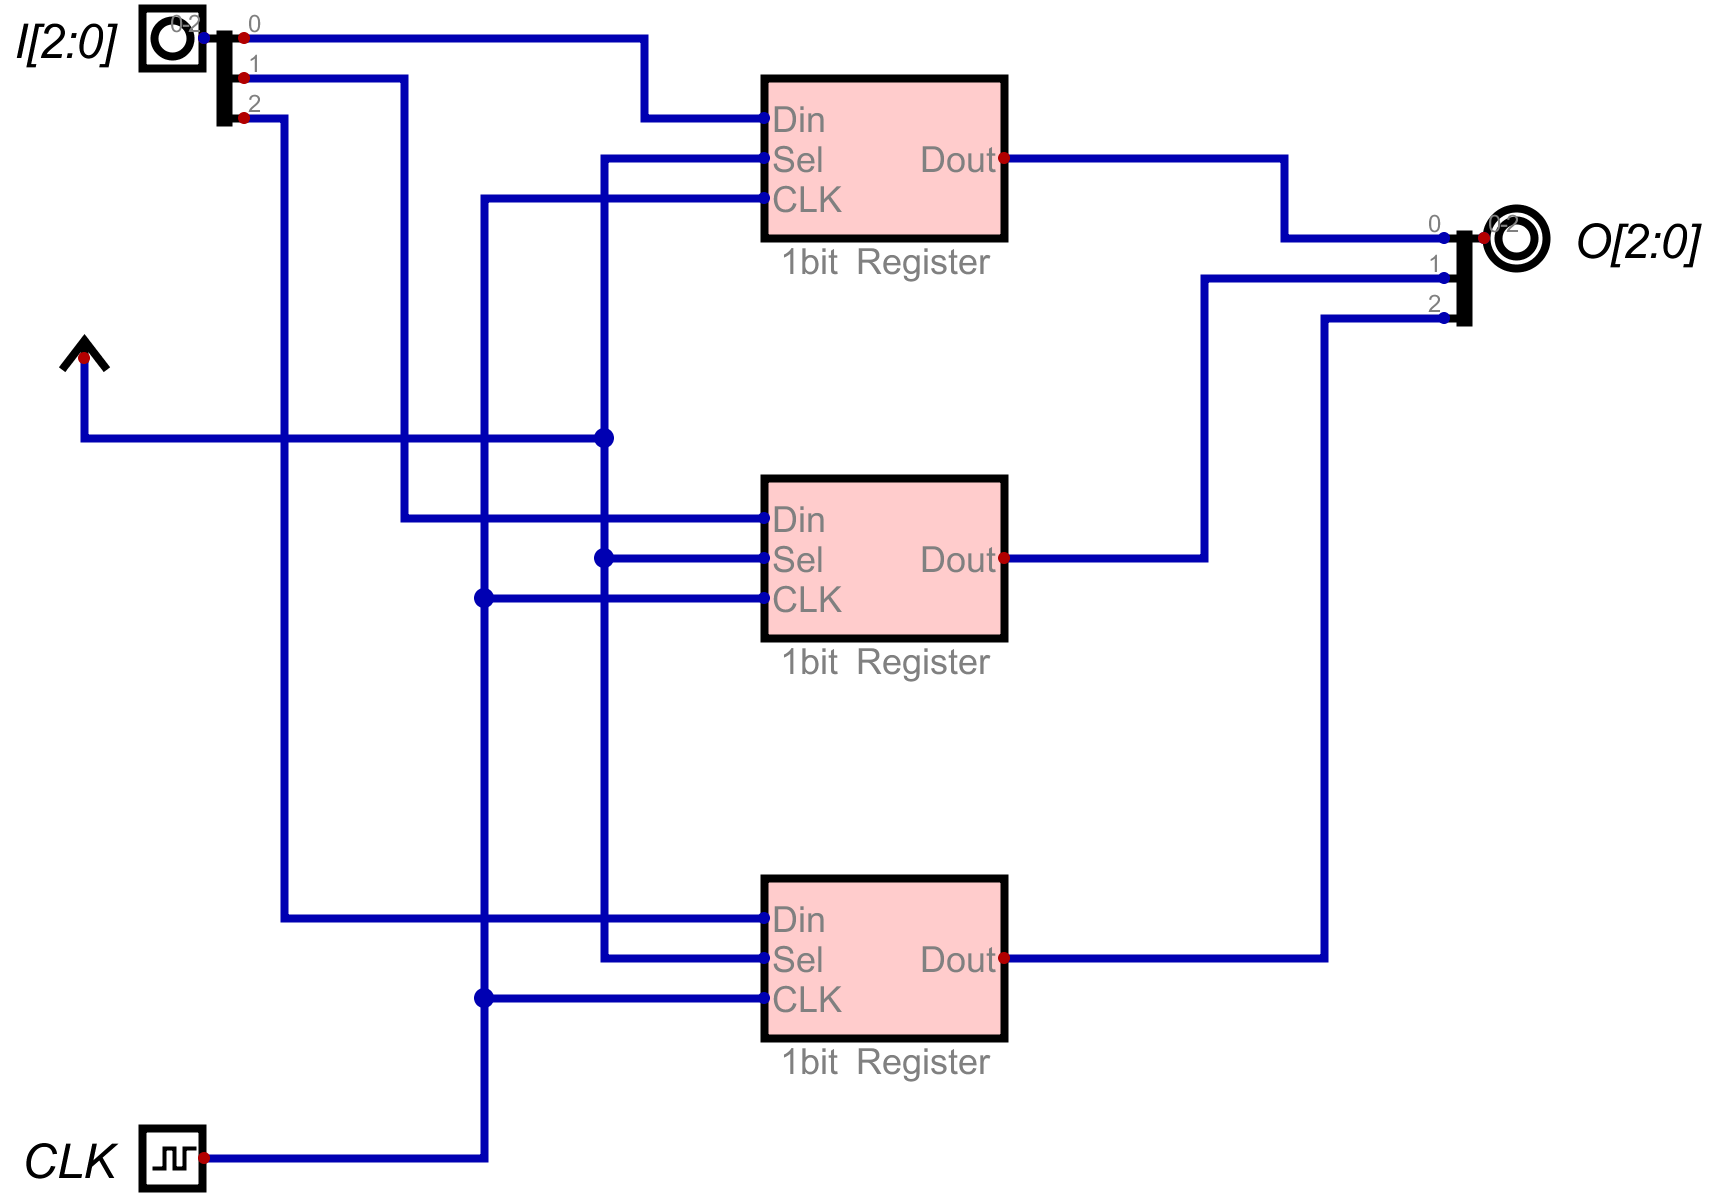 I[2:0]
0-2
0
1
2
Din
Sel
CLK
Dout
1bit Register
0
1
2
0-2
O[2:0]
Din
Sel
CLK
Dout
1bit Register
Din
Sel
CLK
Dout
1bit Register
CLK